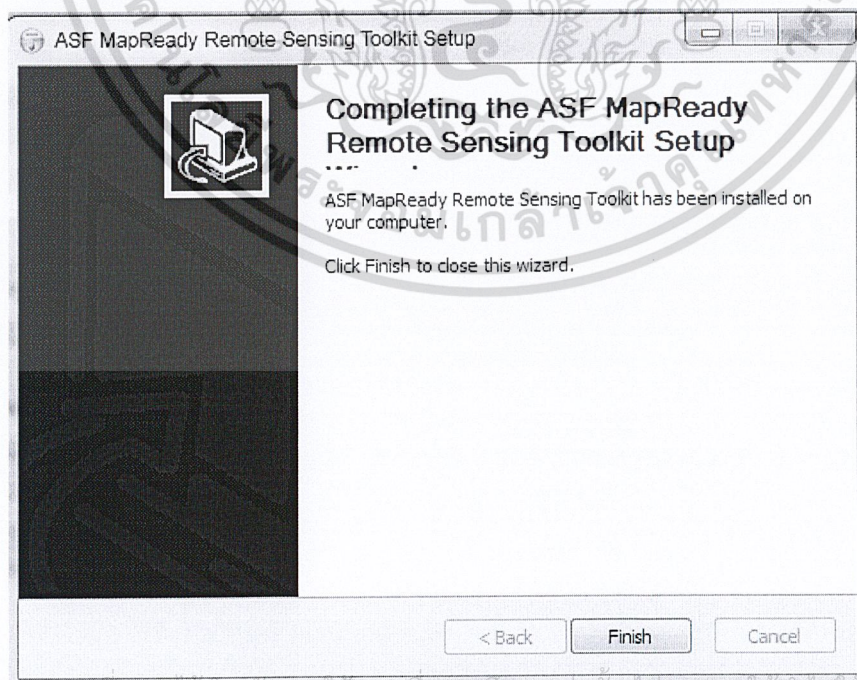 ASF MapReady Remote Sensing Toolkit Setup
Completing the ASF MapReady
Remote Sensing Toolkit Setup
ASF MapReady Remote Sensing Toolkit has been installed on
your computer.
Click Finish to close this wizard.
< Back
Finish
Cancel